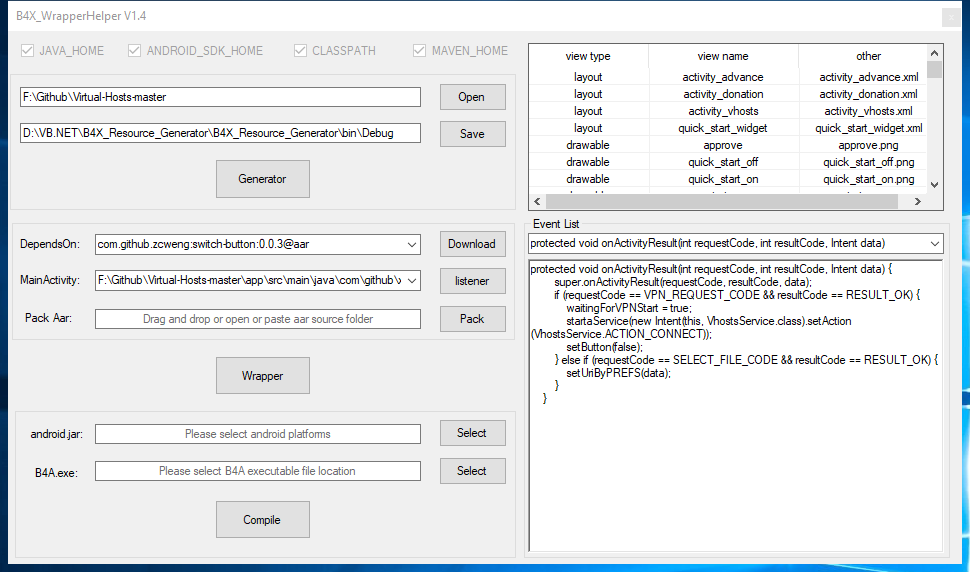 B4X_WrapperHelper V1.4
JAVA_HOME ANDROID_SDK_HOME CLASSPATH MAVEN_HOME
F:\Github\Virtual-Hosts-master Open
D:\VB.NET\B4X_Resource_Generator\B4X_Resource_Generator\bin\Debug Save
Generator
DependsOn: com.github.zcweng:switch-button:0.0.3@aar Download
MainActivity: F:\Github\Virtual-Hosts-master\app\src\main\java\com\github\v listener
Pack Aar: Drag and drop or open or paste aar source folder Pack
Wrapper
android.jar: Please select android platforms Select
B4A.exe: Please select B4A executable file location Select
Compile
view type view name other
layout activity_advance activity_advance.xml
layout activity_donation activity_donation.xml
layout activity_vhosts activity_vhosts.xml
layout quick_start_widget quick_start_widget.xml
drawable approve approve.png
drawable quick_start_off quick_start_off.png
drawable quick_start_on quick_start_on.png
Event List
protected void onActivityResult(int requestCode, int resultCode, Intent data)
protected void onActivityResult(int requestCode, int resultCode, Intent data) {
super.onActivityResult(requestCode, resultCode, data);
if (requestCode == VPN_REQUEST_CODE && resultCode == RESULT_OK) {
waitingForVPNStart = true;
startaService(new Intent(this, VhostsService.class).setAction
(VhostsService.ACTION_CONNECT));
setButton(false);
} else if (requestCode == SELECT_FILE_CODE && resultCode == RESULT_OK) {
setUriByPREFS(data);
}
}